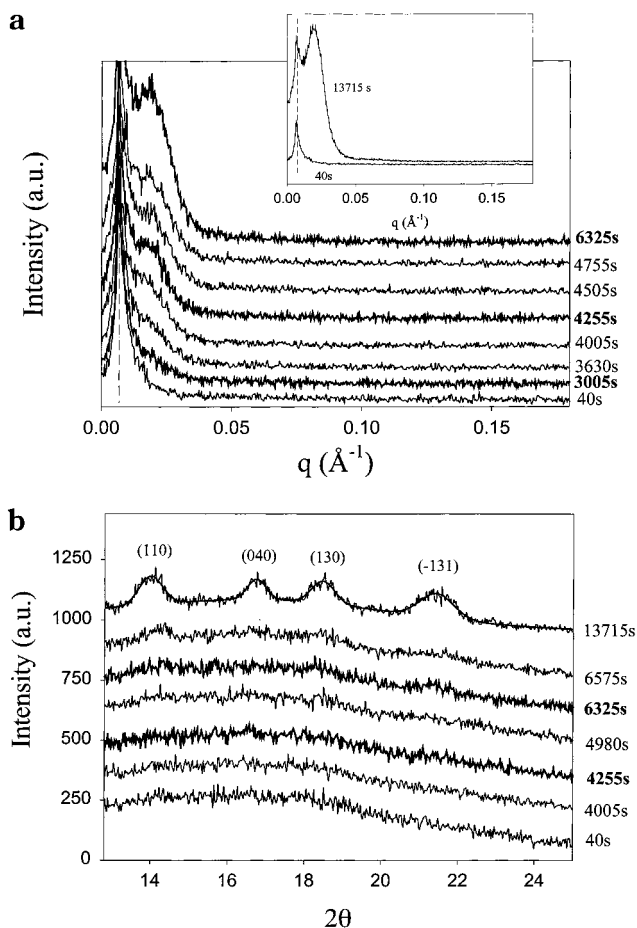 a
Intensity (a.u.)
13715 s
40s
0.00 0.05 0.10 0.15
q (Å-1)
6325s
4755s
4505s
4255s
4005s
3630s
3005s
40s
0.00 0.05 0.10 0.15
q (Å-1)
b
Intensity (a.u.)
1250
1000
750
500
250
0
(110) (040) (130) (-131)
13715s
6575s
6325s
4980s
4255s
4005s
40s
14 16 18 20 22 24
2θ